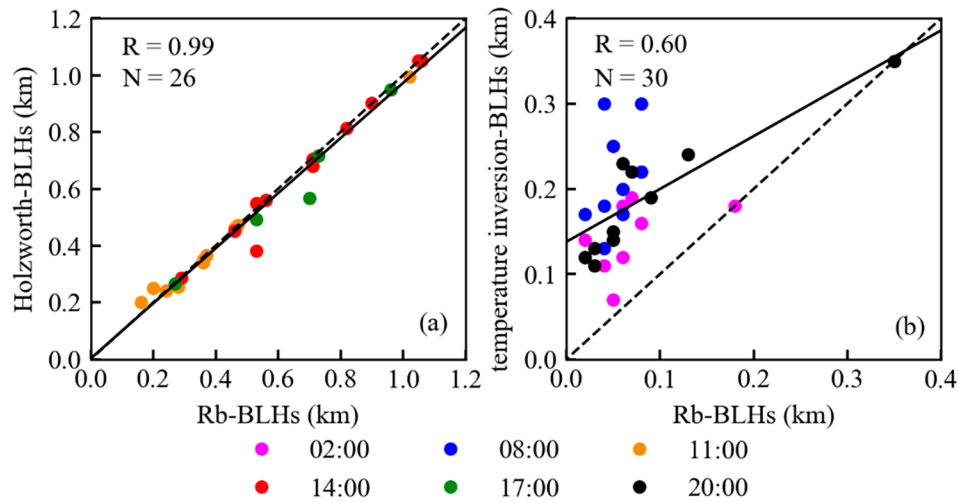 R = 0.99
N = 26
Holzworth-BLHs (km)
1.2
1.0
0.8
0.6
0.4
0.2
0.0
(a)
0.0 0.2 0.4 0.6 0.8 1.0 1.2
Rb-BLHs (km)
R = 0.60
N = 30
temperature inversion-BLHs (km)
0.4
0.3
0.2
0.1
0.0
(b)
0.0 0.1 0.2 0.3 0.4
Rb-BLHs (km)
02:00 08:00 11:00
14:00 17:00 20:00